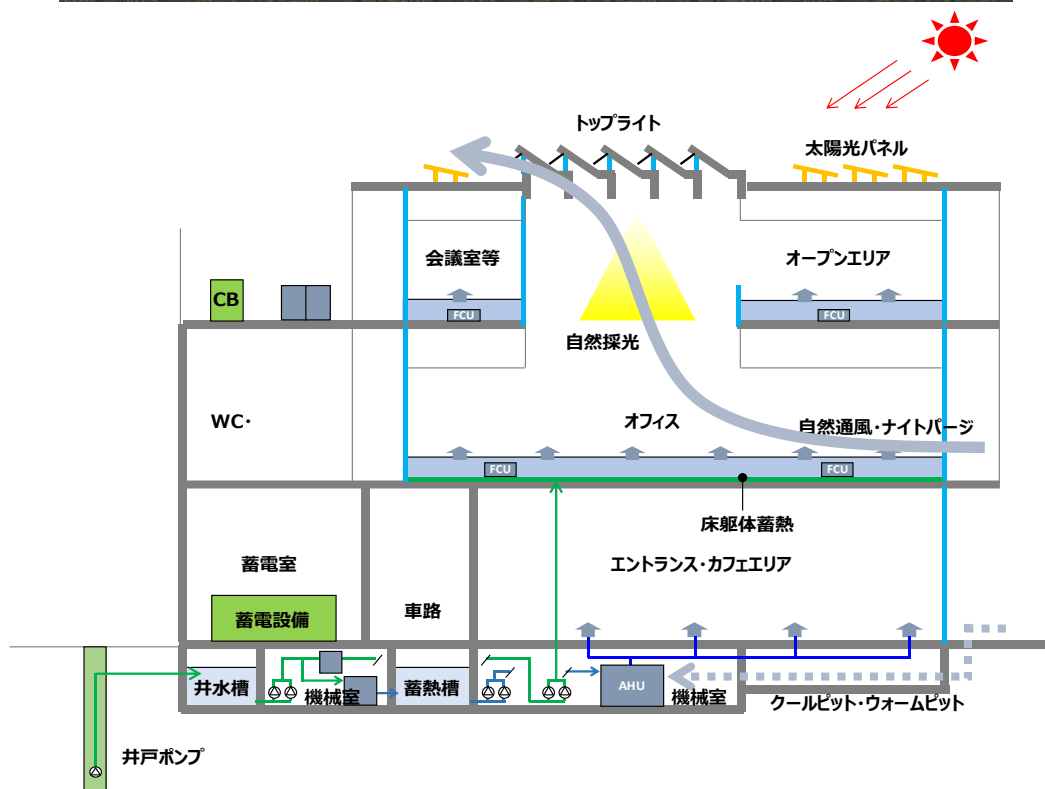 トップライト
太陽光パネル
会議室等
オープンエリア
CB
FCU
FCU
自然採光
WC・
オフィス
自然通風・ナイトパージ
FCU
FCU
床躯体蓄熱
蓄電室
エントランス・カフェエリア
蓄電設備
車路
井水槽
機械室
蓄熱槽
AHU
機械室
クールピット・ウォームピット
井戸ポンプ